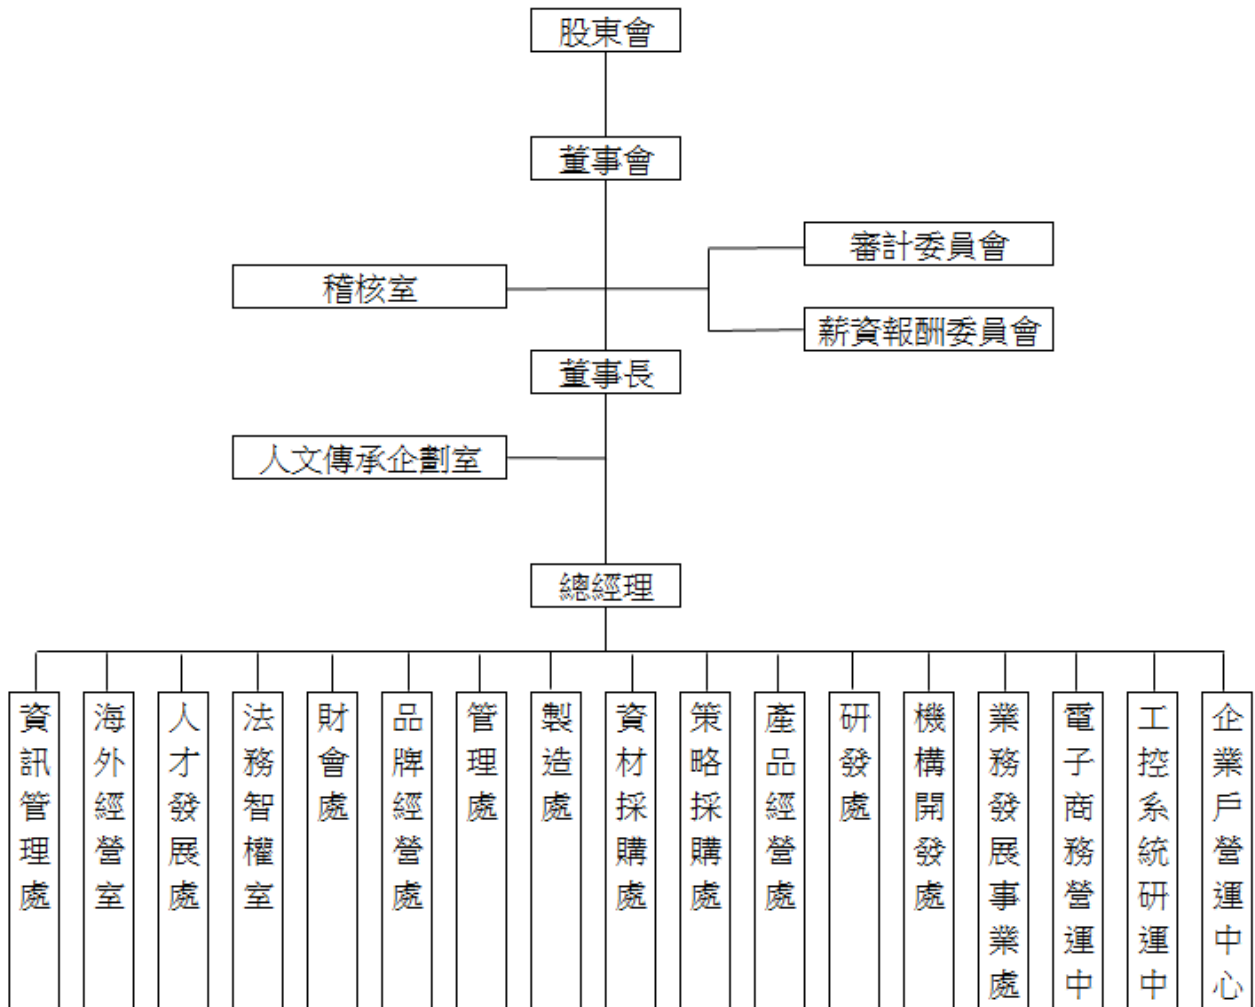 股東會
董事會
審計委員會
稽核室
薪資報酬委員會
董事長
人文傳承企劃室
總經理
資訊管理處
海外經營室
人才發展處
法務智權室
財會處
品牌經營處
管理處
製造處
資材採購處
策略採購處
產品經營處
研發處
機構開發處
業務發展事業處
電子商務營運中
工控系統研運中
企業戶營運中心